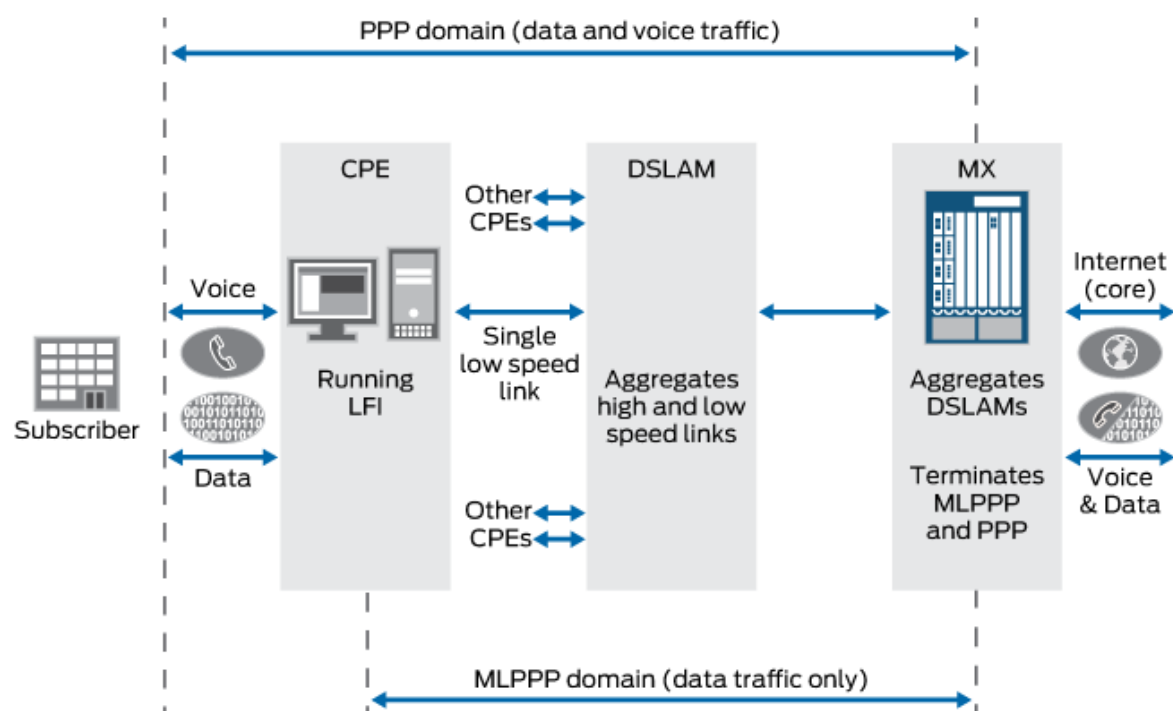 PPP domain (data and voice traffic)
CPE
DSLAM
MX
Other
CPEs
Voice
Internet
(core)
Single
low speed
link
Running
LFI
Aggregates
high and low
speed links
Aggregates
DSLAMs
Subscriber
Data
Terminates
MLPPP
and PPP
Voice
& Data
Other
CPEs
MLPPP domain (data traffic only)